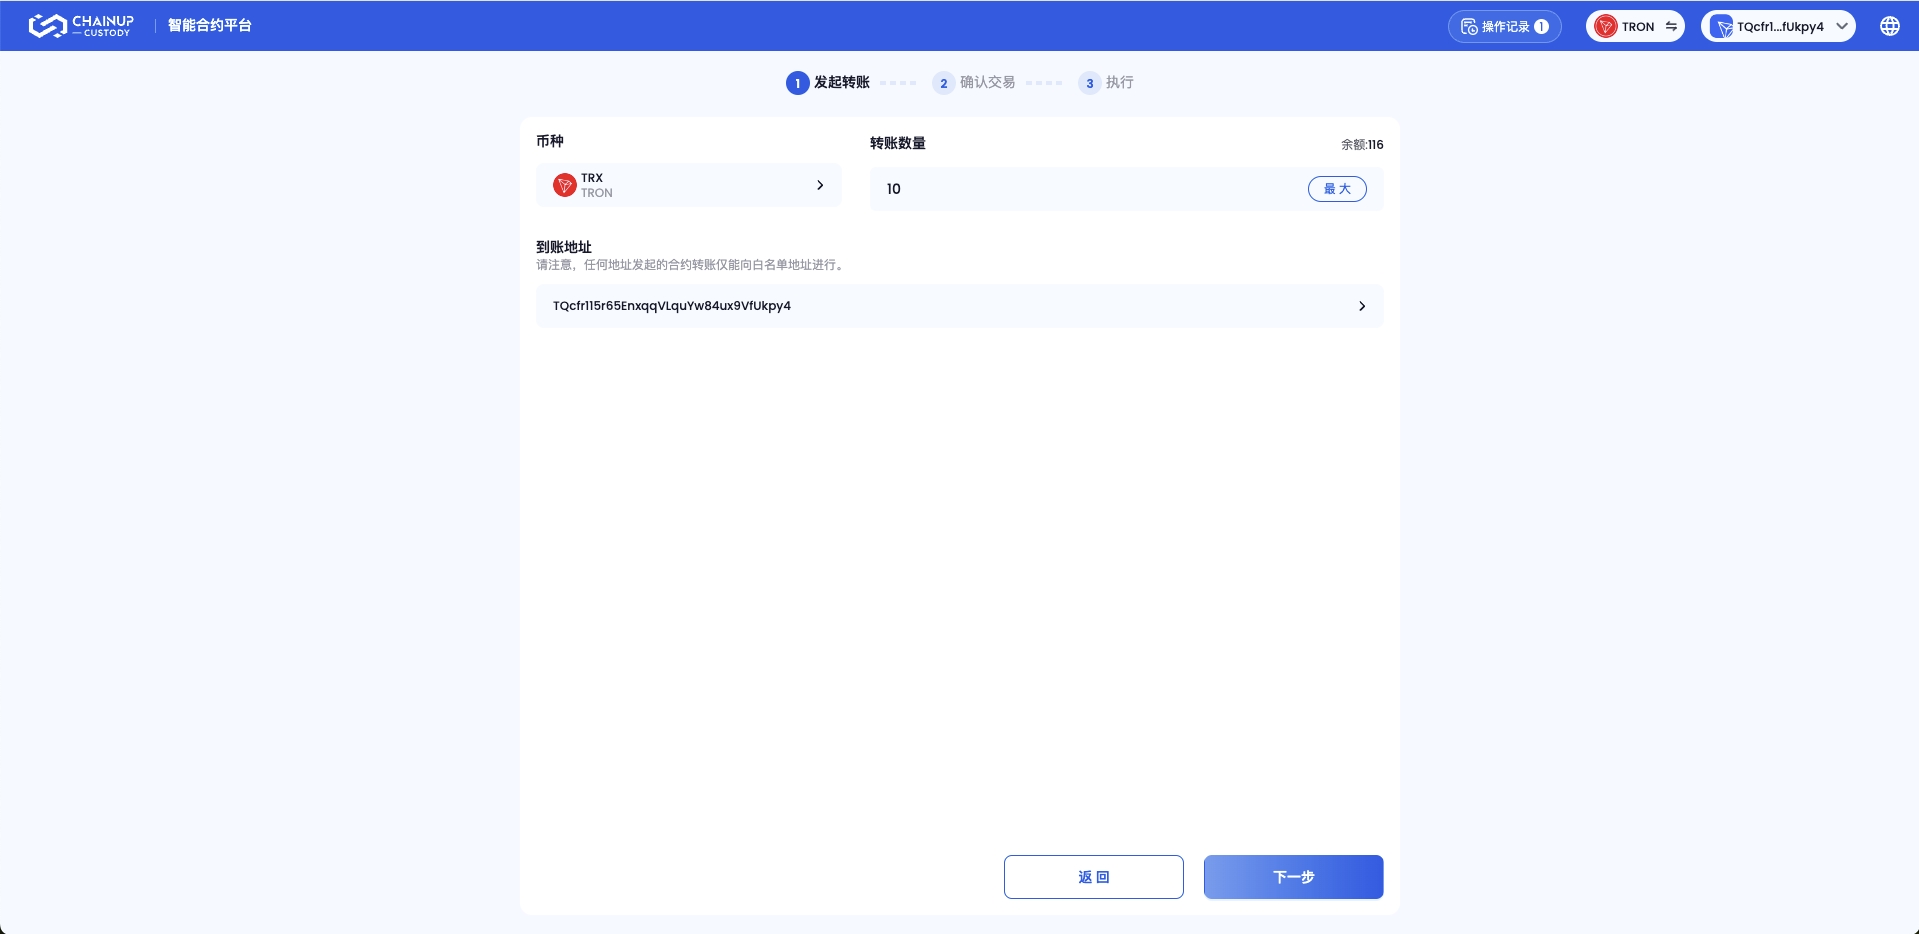 CHAINUP
CUSTODY
智能合约平台
操作记录 1
TRON
TQcfr1...fUkpy4
1 发起转账
2 确认交易
3 执行
币种
转账数量
余额:116
TRX
TRON
10
最大
到账地址
请注意，任何地址发起的合约转账仅能向白名单地址进行。
TQcfr115r65EnxqqVLquYw84ux9VfUkpy4
返回
下一步